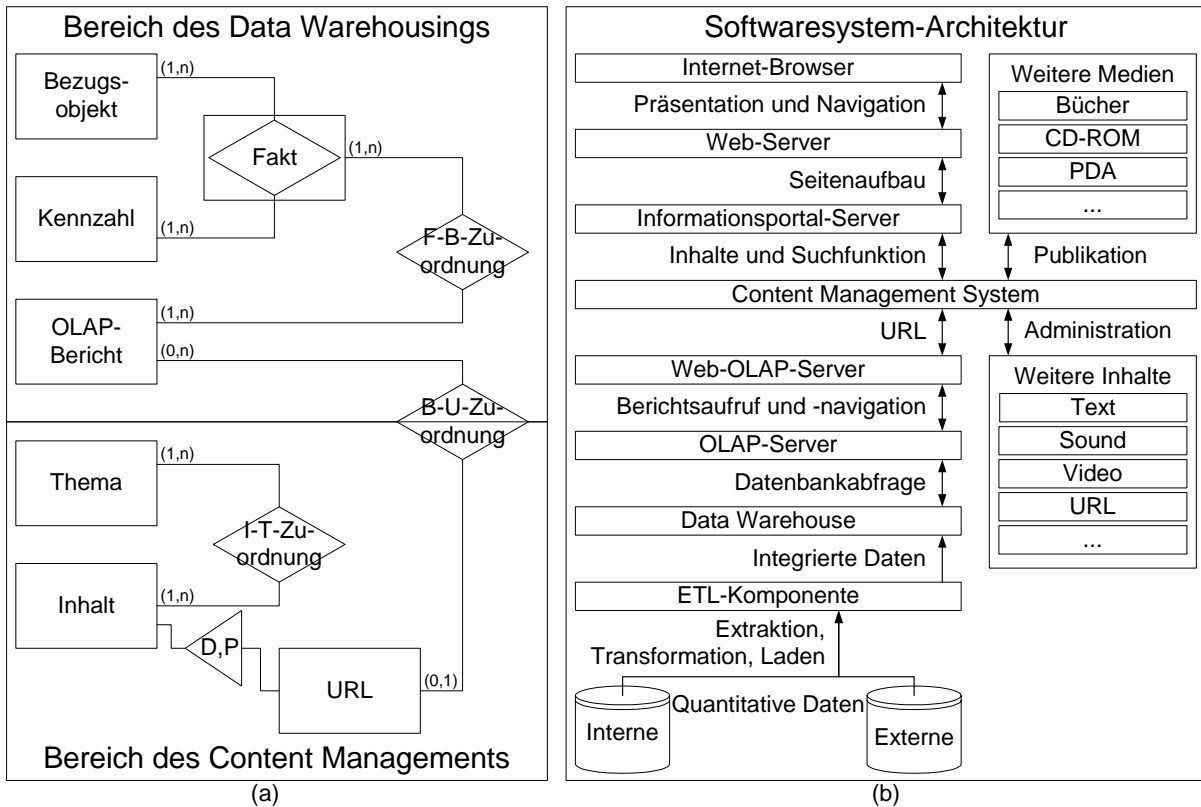 Bereich des Data Warehousings
Bezugs-
objekt
(1,n)
Fakt
(1,n)
Kennzahl
(1,n)
F-B-Zu-
ordnung
OLAP-
Bericht
(1,n)
(0,n)
B-U-Zu-
ordnung
Thema
(1,n)
I-T-Zu-
ordnung
Inhalt
(1,n)
D,P
URL
(0,1)
Bereich des Content Managements
(a)
Softwaresystem-Architektur
Internet-Browser
Präsentation und Navigation
Web-Server
Seitenaufbau
Informationsportal-Server
Inhalte und Suchfunktion
Weitere Medien
Bücher
CD-ROM
PDA
...
Publikation
Content Management System
URL
Administration
Web-OLAP-Server
Berichtsaufruf und -navigation
OLAP-Server
Datenbankabfrage
Data Warehouse
Integrierte Daten
ETL-Komponente
Extraktion,
Transformation, Laden
Quantitative Daten
Interne
Externe
Weitere Inhalte
Text
Sound
Video
URL
...
(b)